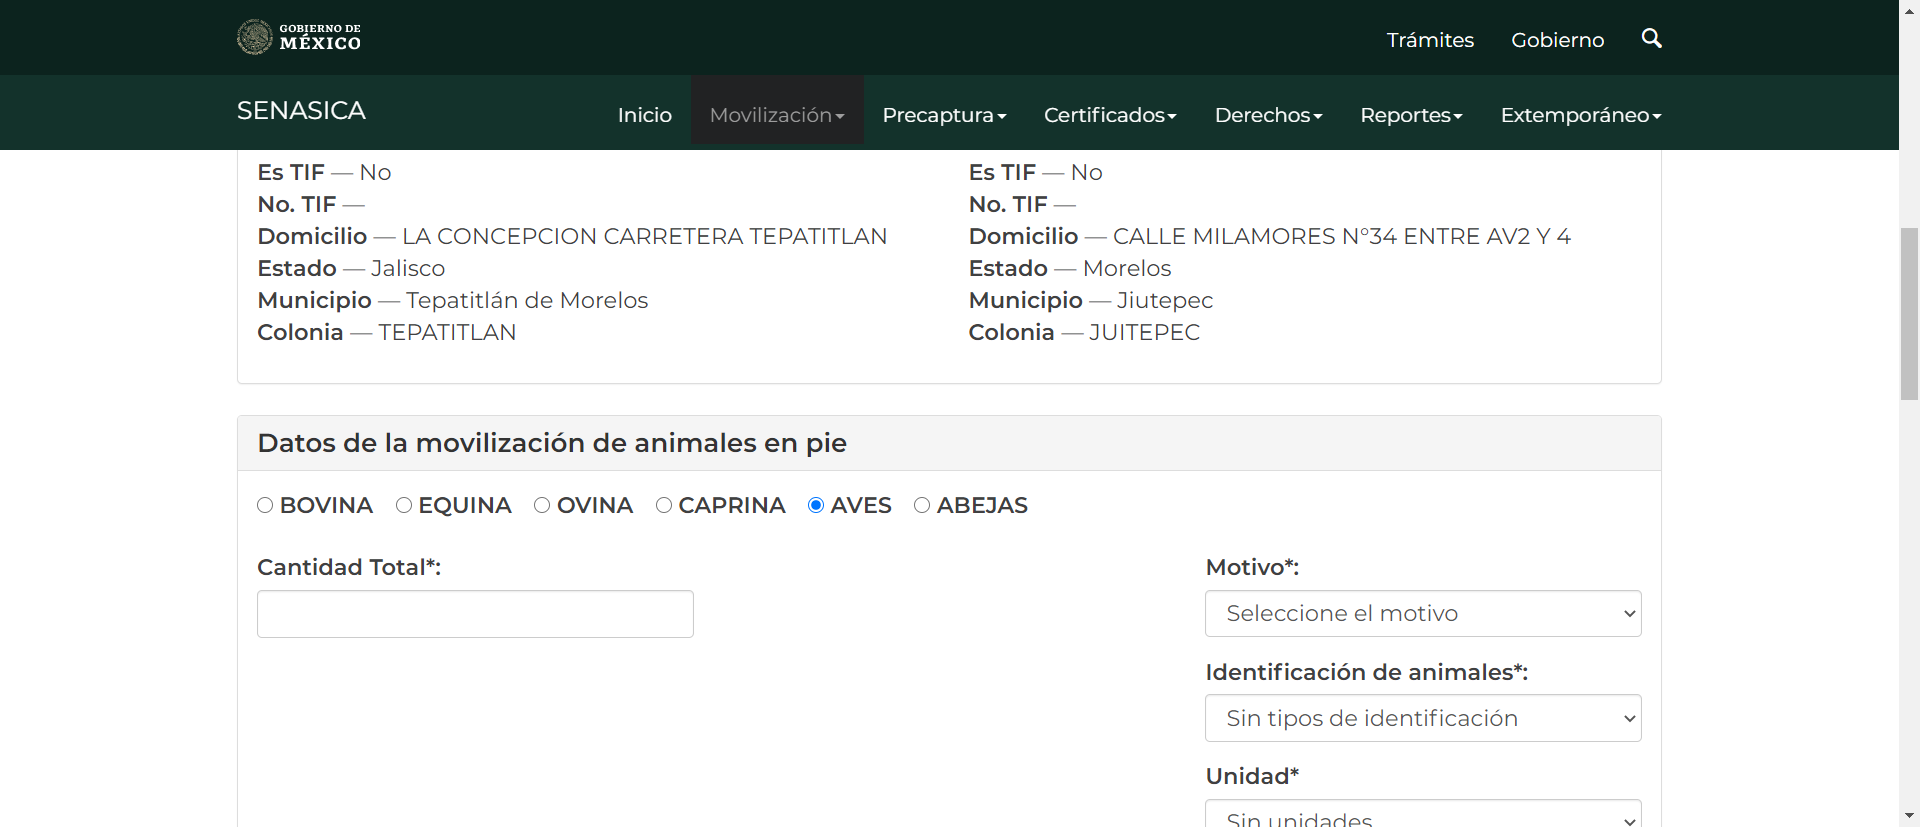 GOBIERNO DE
MÉXICO
Trámites Gobierno
SENASICA
Inicio Movilización Precaptura Certificados Derechos Reportes Extemporáneo
Es TIF — No
No. TIF —
Domicilio — LA CONCEPCION CARRETERA TEPATITLAN
Estado — Jalisco
Municipio — Tepatitlán de Morelos
Colonia — TEPATITLAN
Es TIF — No
No. TIF —
Domicilio — CALLE MILAMORES N°34 ENTRE AV2 Y 4
Estado — Morelos
Municipio — Jiutepec
Colonia — JUITEPEC
Datos de la movilización de animales en pie
BOVINA EQUINA OVINA CAPRINA AVES ABEJAS
Cantidad Total*:
Motivo*:
Seleccione el motivo
Identificación de animales*:
Sin tipos de identificación
Unidad*
Sin unidades